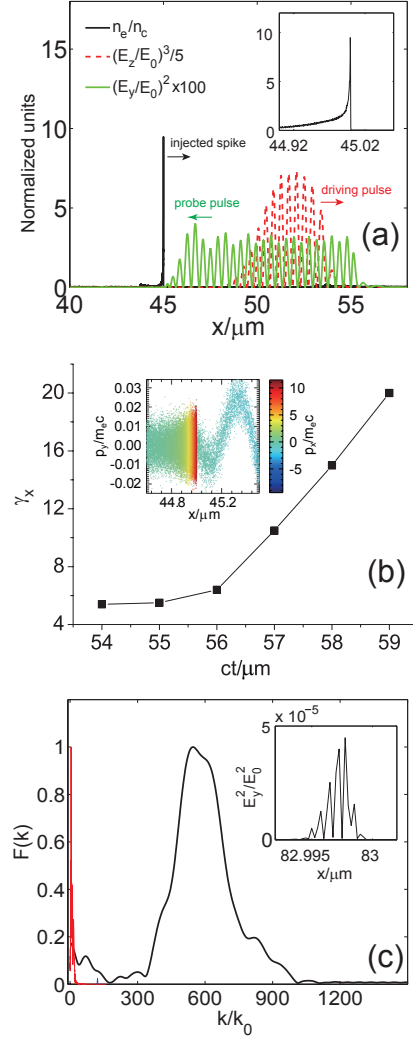 n_e/n_c
(E_z/E_0)^3/5
(E_y/E_0)^2×100
15
10
5
0
Normalized units
10
5
0
44.92
45.02
injected spike
probe pulse
driving pulse
(a)
40 45 50 55
x/μm
20
16
12
8
4
γ_x
0.03
0.02
0.01
0.00
-0.01
-0.02
p_y/m_ec
44.8 45.2
x/μm
10
5
0
-5
p_x/m_ec
(b)
54 55 56 57 58 59
ct/μm
1
0.8
0.6
0.4
0.2
0
F(k)
× 10^-5
5
0
E_y^2/E_0^2
82.995 83
x/μm
(c)
0 300 600 900 1200
k/k_0